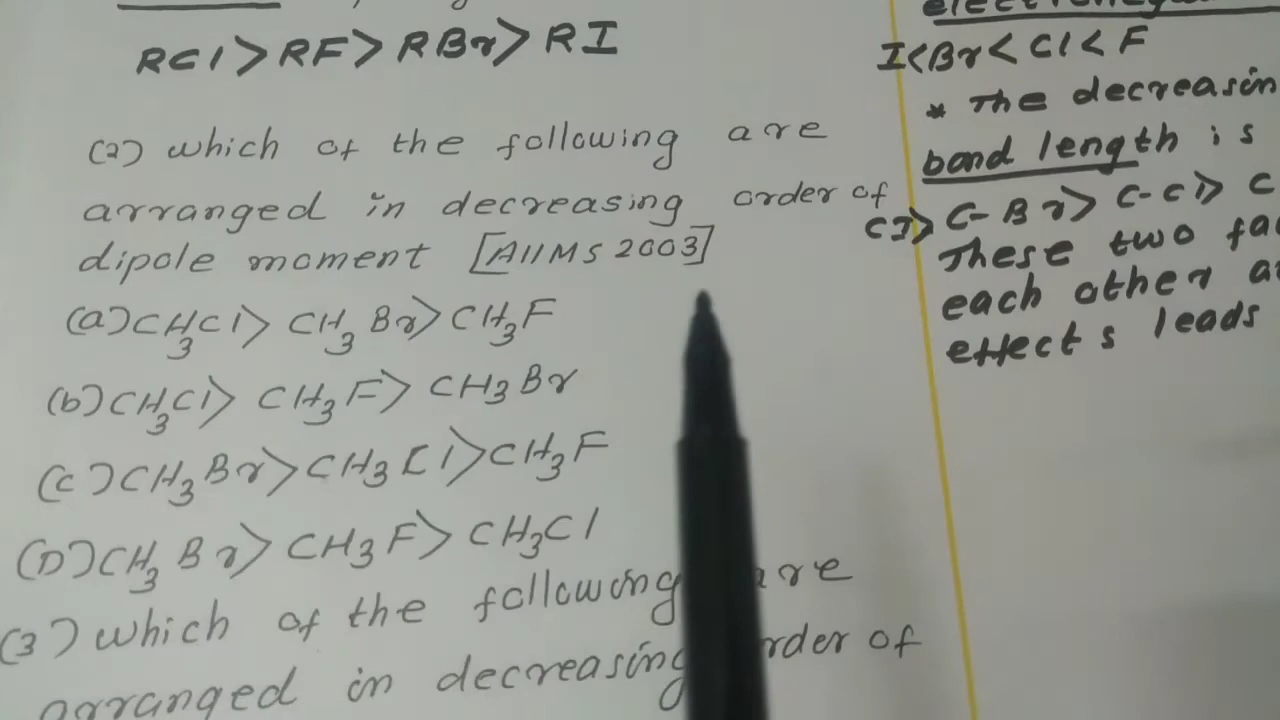 RCl > RF > RBr > RI
(2) which of the following are
arranged in decreasing order of
dipole moment [AIIMS 2003]
(a) CH3Cl > CH3Br > CH3F
(b) CH3Cl > CH3F > CH3Br
(c) CH3Br > CH3Cl > CH3F
(D) CH3Br > CH3F > CH3Cl
(3) which of the following are
arranged in decreasing order of
I < Br < Cl < F
* The decreasin
bond length is
CI > C-Br > C-Cl > C
These two fa
each other a
effects leads